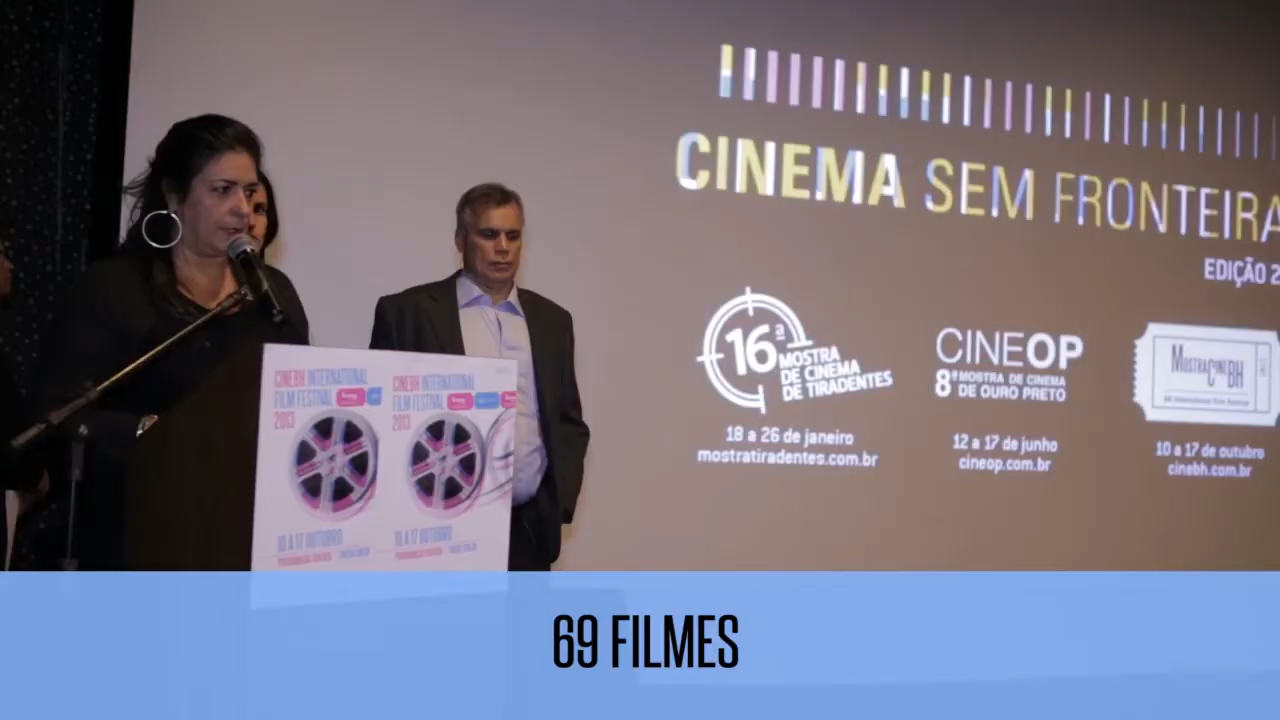 CINEMA SEM FRONTEIRA
EDIÇÃO 2
16ª MOSTRA
DE CINEMA
DE TIRADENTES
18 a 26 de janeiro
mostratiradentes.com.br
CINEOP
8ª MOSTRA DE CINEMA
DE OURO PRETO
12 a 17 de junho
cineop.com.br
MOSTRACINEBH
10 a 17 de outubro
cinebh.com.br
CINEBH INTERNATIONAL
FILM FESTIVAL
2013
10 A 17 OUTUBRO
CINEBH INTERNATIONAL
FILM FESTIVAL
2013
10 A 17 OUTUBRO
69 FILMES